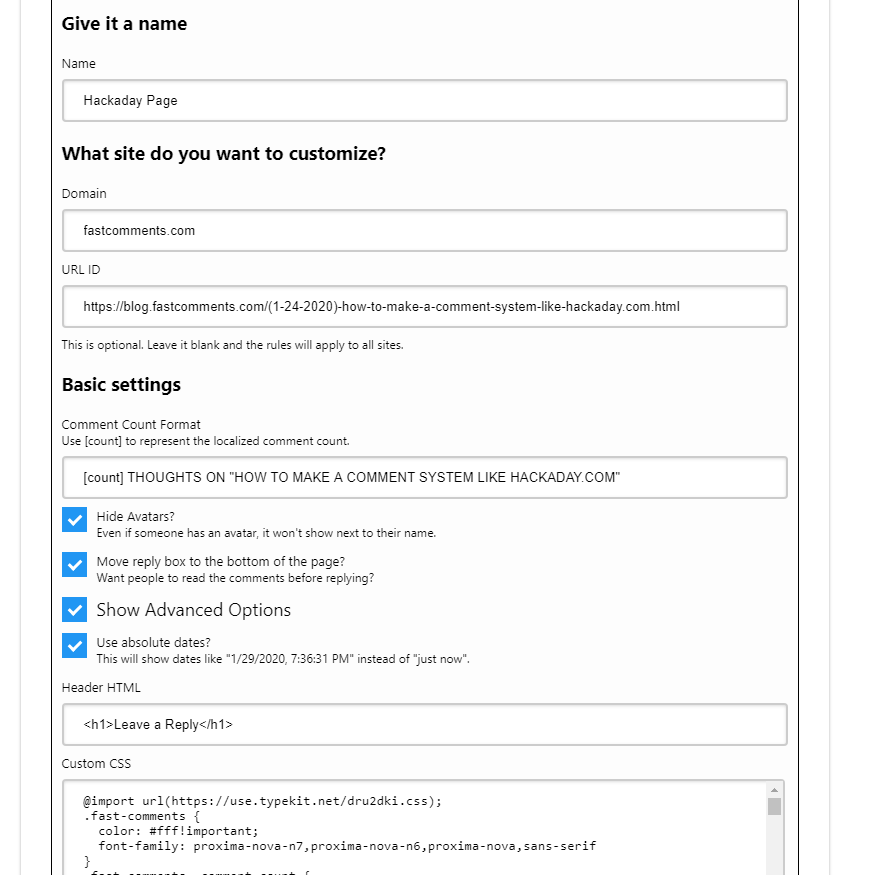 Give it a name
Name
Hackaday Page
What site do you want to customize?
Domain
fastcomments.com
URL ID
https://blog.fastcomments.com/(1-24-2020)-how-to-make-a-comment-system-like-hackaday.com.html
This is optional. Leave it blank and the rules will apply to all sites.
Basic settings
Comment Count Format
Use [count] to represent the localized comment count.
[count] THOUGHTS ON "HOW TO MAKE A COMMENT SYSTEM LIKE HACKADAY.COM"
Hide Avatars?
Even if someone has an avatar, it won't show next to their name.
Move reply box to the bottom of the page?
Want people to read the comments before replying?
Show Advanced Options
Use absolute dates?
This will show dates like "1/29/2020, 7:36:31 PM" instead of "just now".
Header HTML
<h1>Leave a Reply</h1>
Custom CSS
@import url(https://use.typekit.net/dru2dki.css);
.fast-comments {
color: #fff!important;
font-family: proxima-nova-n7,proxima-nova-n6,proxima-nova,sans-serif
}
.fast-comments .comment-count {